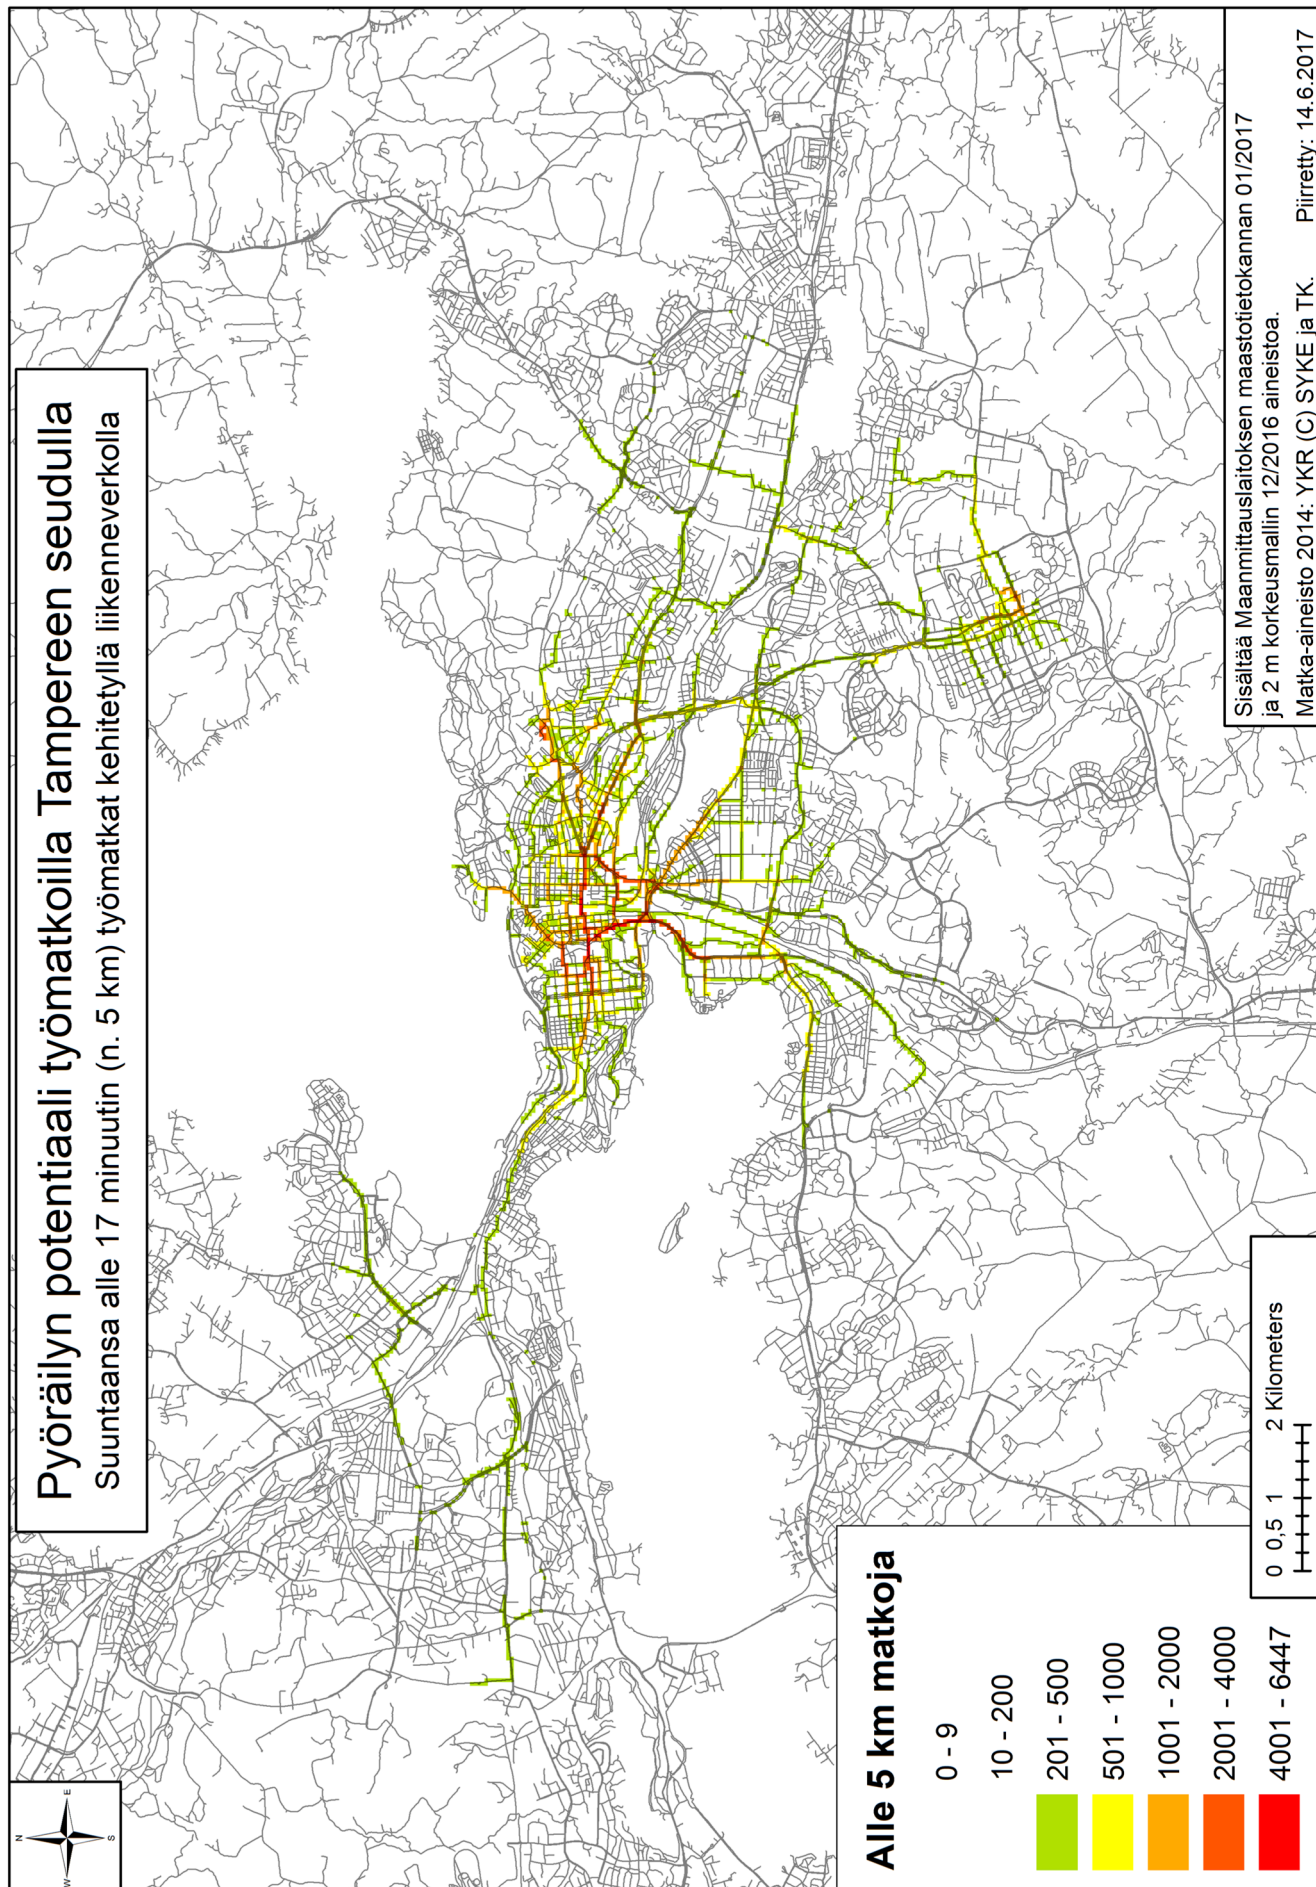 Pyöräilyn potentiaali työmatkoilla Tampereen seudulla
Suuntaansa alle 17 minuutin (n. 5 km) työmatkat kehitetyllä liikenneverkolla
N
W
E
S
Alle 5 km matkoja
0 - 9
10 - 200
201 - 500
501 - 1000
1001 - 2000
2001 - 4000
4001 - 6447
0 0,5 1 2 Kilometers
Sisältää Maanmittauslaitoksen maastotietokannan 01/2017
ja 2 m korkeusmallin 12/2016 aineistoa.
Matka-aineisto 2014: YKR (C) SYKE ja TK. Piirretty: 14.6.2017